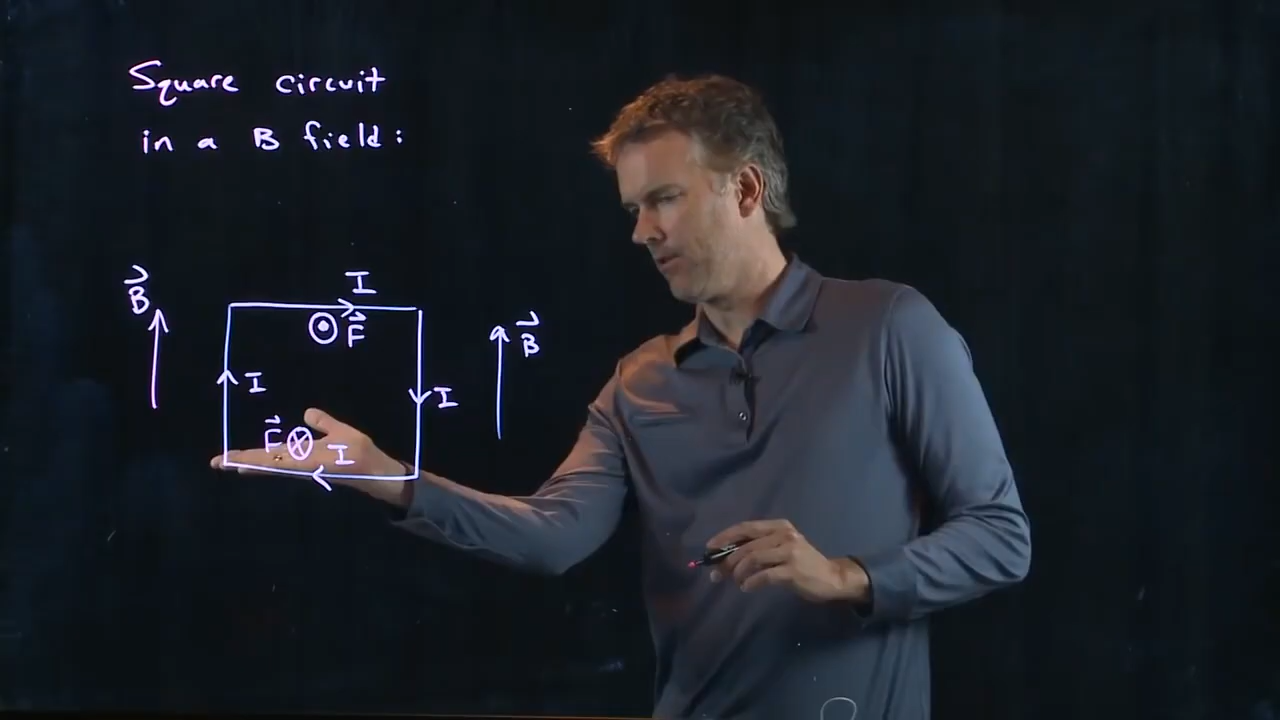 Square circuit
in a B field:
B⃗
I
F⃗
B⃗
I
I
F⃗
I